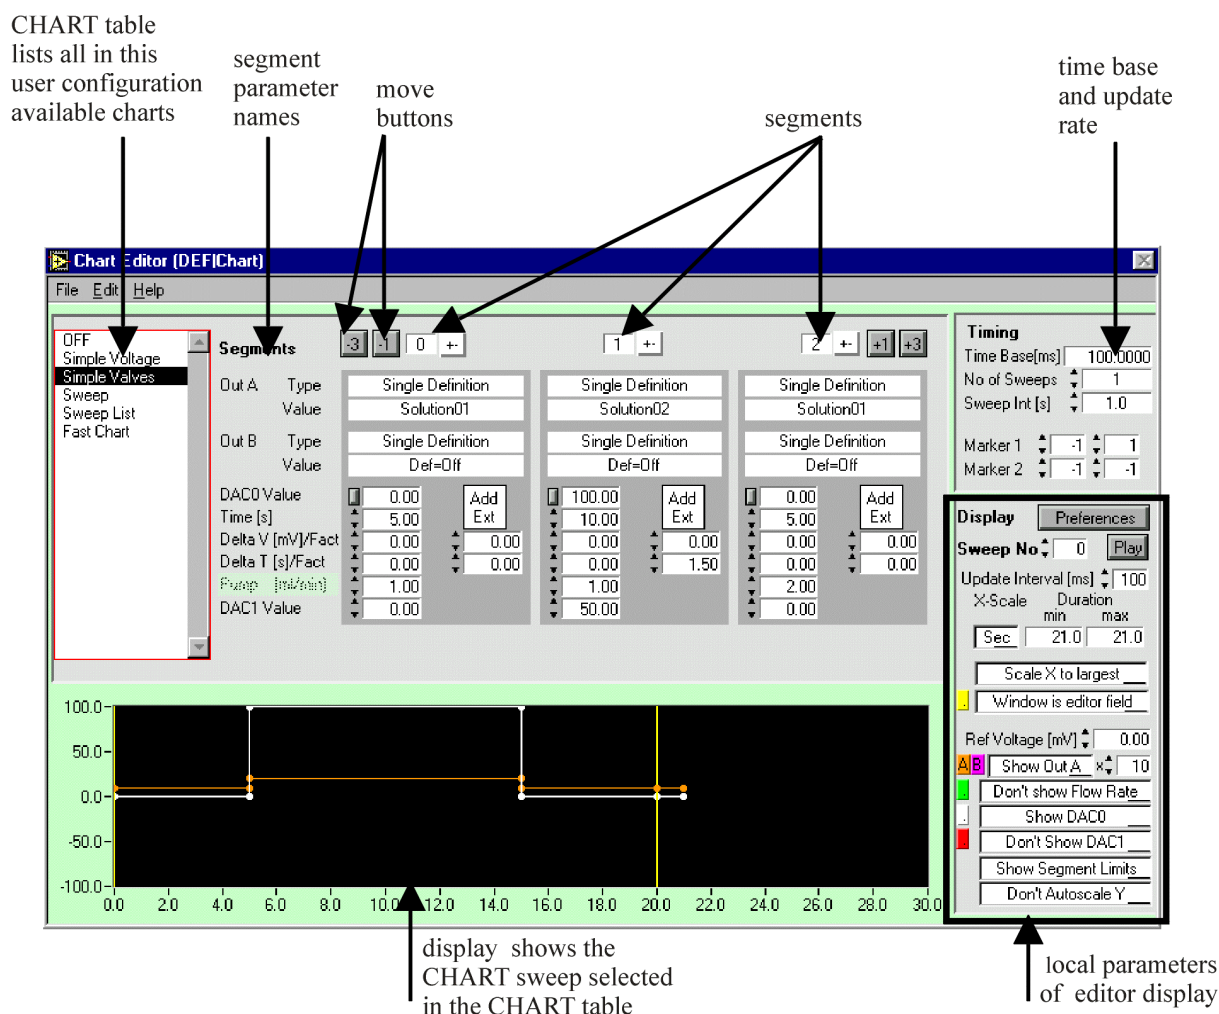 CHART table
lists all in this
user configuration
available charts
segment
parameter
names
move
buttons
segments
time base
and update
rate
Chart Editor (DEF|Chart)
File Edit Help
OFF
Simple Voltage
Simple Valves
Sweep
Sweep List
Fast Chart
Segments -3 -1 0 +- 1 +- 2 +- +1 +3
Out A Type Single Definition Single Definition Single Definition
Value Solution01 Solution02 Solution01
Out B Type Single Definition Single Definition Single Definition
Value Def=Off Def=Off Def=Off
DAC0 Value 0.00 Add Ext 100.00 Add Ext 0.00 Add Ext
Time [s] 5.00 10.00 5.00
Delta V [mV]/Fact 0.00 0.00 0.00 0.00 0.00 0.00
Delta T [s]/Fact 0.00 0.00 0.00 1.50 0.00 0.00
Pump [ml/min] 1.00 1.00 2.00
DAC1 Value 0.00 50.00 0.00
Timing
Time Base[ms] 100.0000
No of Sweeps 1
Sweep Int [s] 1.0
Marker 1 -1 1
Marker 2 -1 -1
Display Preferences
Sweep No 0 Play
Update Interval [ms] 100
X-Scale Duration
min max
Sec 21.0 21.0
Scale X to largest
. Window is editor field
Ref Voltage [mV] 0.00
A B Show Out A x 10
. Don't show Flow Rate
. Show DAC0
. Don't Show DAC1
Show Segment Limits
Don't Autoscale Y
100.0
50.0
0.0
-50.0
-100.0
0.0 2.0 4.0 6.0 8.0 10.0 12.0 14.0 16.0 18.0 20.0 22.0 24.0 26.0 28.0 30.0
display shows the
CHART sweep selected
in the CHART table
local parameters
of editor display